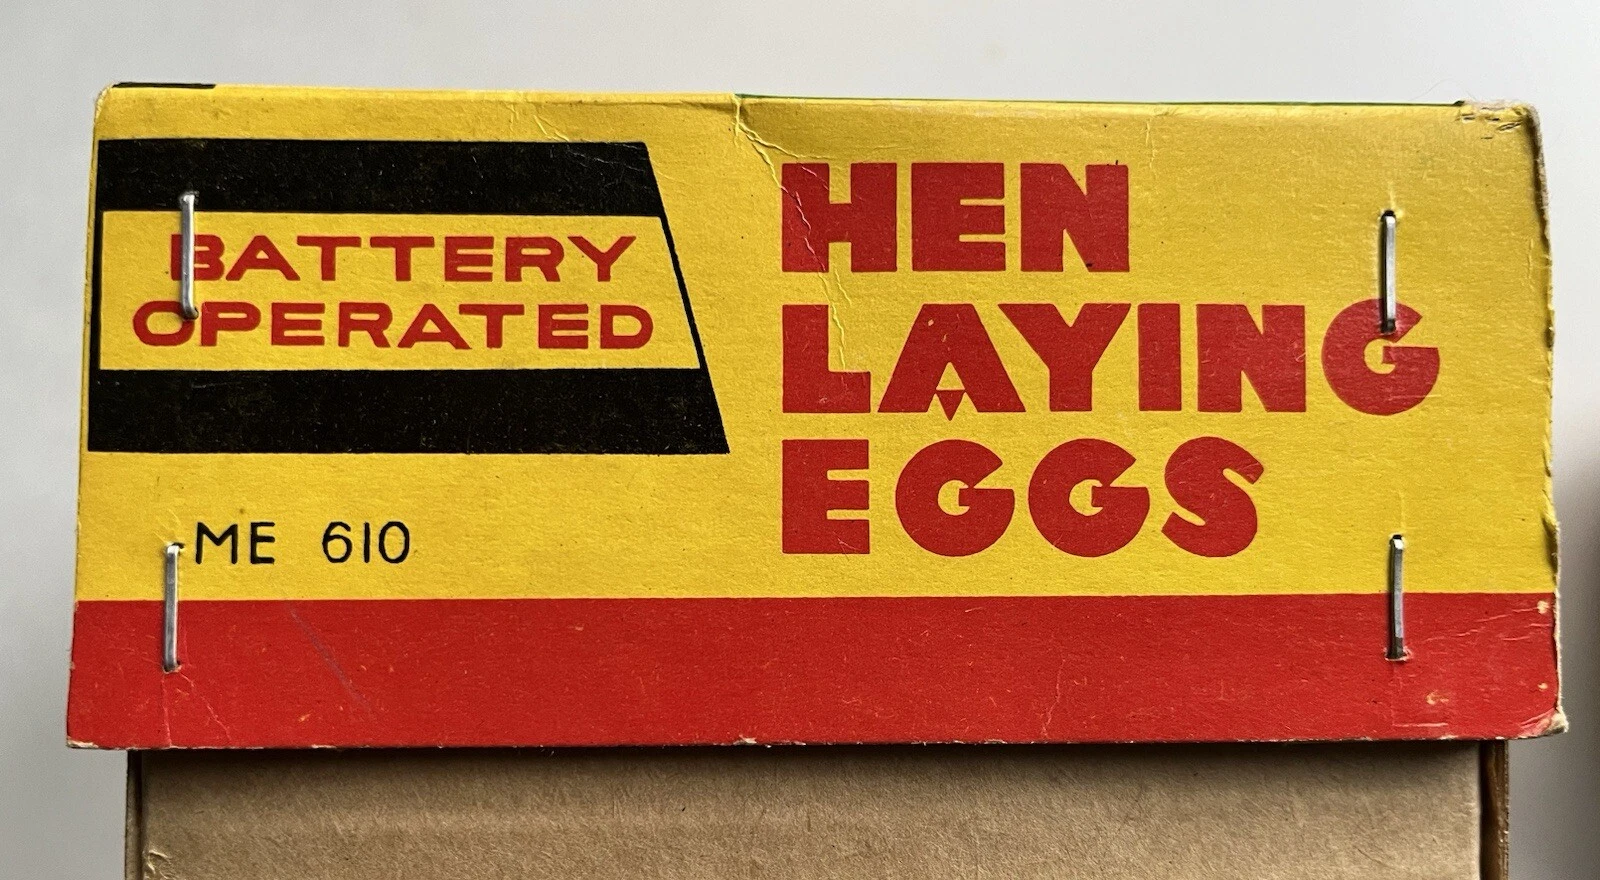 BATTERY
OPERATED
ME 610
HEN
LAYING
EGGS